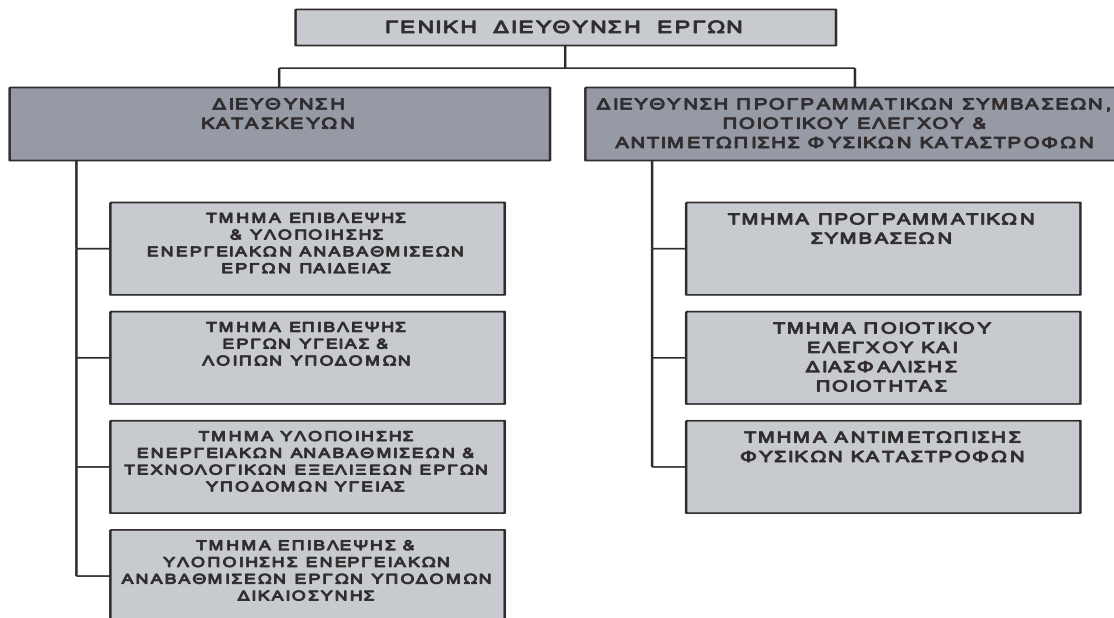 ΓΕΝΙΚΗ ΔΙΕΥΘΥΝΣΗ ΕΡΓΩΝ
ΔΙΕΥΘΥΝΣΗ
ΚΑΤΑΣΚΕΥΩΝ
ΤΜΗΜΑ ΕΠΙΒΛΕΨΗΣ
& ΥΛΟΠΟΙΗΣΗΣ
ΕΝΕΡΓΕΙΑΚΩΝ ΑΝΑΒΑΘΜΙΣΕΩΝ
ΕΡΓΩΝ ΠΑΙΔΕΙΑΣ
ΤΜΗΜΑ ΕΠΙΒΛΕΨΗΣ
ΕΡΓΩΝ ΥΓΕΙΑΣ &
ΛΟΙΠΩΝ ΥΠΟΔΟΜΩΝ
ΤΜΗΜΑ ΥΛΟΠΟΙΗΣΗΣ
ΕΝΕΡΓΕΙΑΚΩΝ ΑΝΑΒΑΘΜΙΣΕΩΝ &
ΤΕΧΝΟΛΟΓΙΚΩΝ ΕΞΕΛΙΞΕΩΝ ΕΡΓΩΝ
ΥΠΟΔΟΜΩΝ ΥΓΕΙΑΣ
ΤΜΗΜΑ ΕΠΙΒΛΕΨΗΣ &
ΥΛΟΠΟΙΗΣΗΣ ΕΝΕΡΓΕΙΑΚΩΝ
ΑΝΑΒΑΘΜΙΣΕΩΝ ΕΡΓΩΝ ΥΠΟΔΟΜΩΝ
ΔΙΚΑΙΟΣΥΝΗΣ
ΔΙΕΥΘΥΝΣΗ ΠΡΟΓΡΑΜΜΑΤΙΚΩΝ ΣΥΜΒΑΣΕΩΝ,
ΠΟΙΟΤΙΚΟΥ ΕΛΕΓΧΟΥ &
ΑΝΤΙΜΕΤΩΠΙΣΗΣ ΦΥΣΙΚΩΝ ΚΑΤΑΣΤΡΟΦΩΝ
ΤΜΗΜΑ ΠΡΟΓΡΑΜΜΑΤΙΚΩΝ
ΣΥΜΒΑΣΕΩΝ
ΤΜΗΜΑ ΠΟΙΟΤΙΚΟΥ
ΕΛΕΓΧΟΥ ΚΑΙ
ΔΙΑΣΦΑΛΙΣΗΣ
ΠΟΙΟΤΗΤΑΣ
ΤΜΗΜΑ ΑΝΤΙΜΕΤΩΠΙΣΗΣ
ΦΥΣΙΚΩΝ ΚΑΤΑΣΤΡΟΦΩΝ